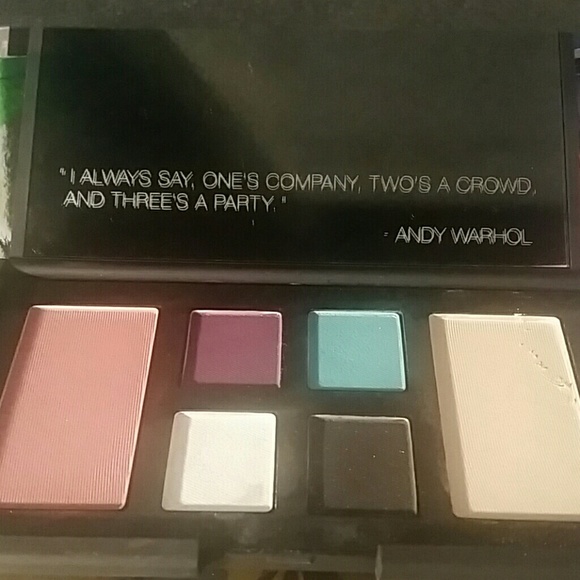 "I ALWAYS SAY, ONE'S COMPANY, TWO'S A CROWD,
AND THREE'S A PARTY."
- ANDY WARHOL